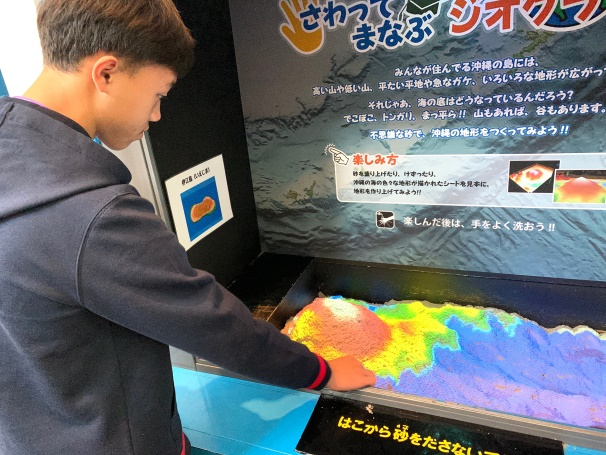 さわって
まなぶ
ジオグラ
みんなが住んでる沖縄の島には、
高い山や低い山、平たい平地や急ながケ、いろいろな地形が広がって
それじゃあ、海の底はどうなっているんだろう?
でこぼこ、トンガリ、まっ平ら!! 山もあれば、谷もあります。
不思議な砂で、沖縄の地形をつくってみよう!!
楽しみ方
砂を盛り上げたり、けずったり、
沖縄の海の色々な地形が描かれたシートを見本に、
地形を作り上げてみよう!!
楽しんだ後は、手をよく洗おう!!
はこから砂をださない
すな